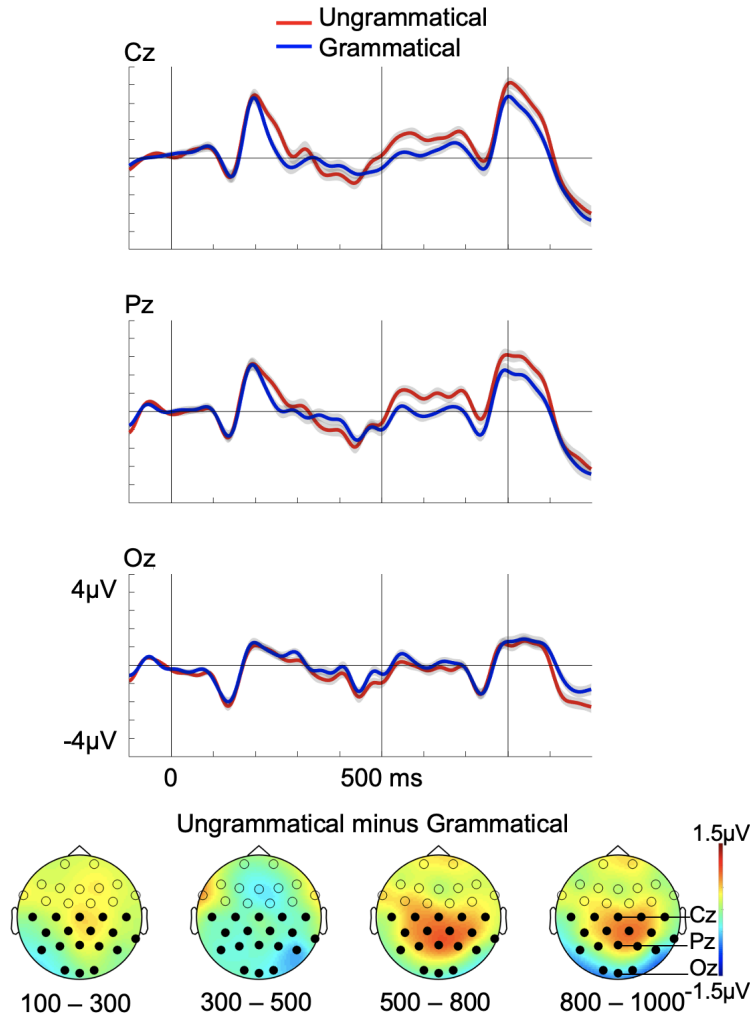 Ungrammatical
Grammatical
Cz
Pz
Oz
4µV
-4µV
0
500 ms
Ungrammatical minus Grammatical
1.5µV
Cz
Pz
Oz
-1.5µV
100 – 300
300 – 500
500 – 800
800 – 1000